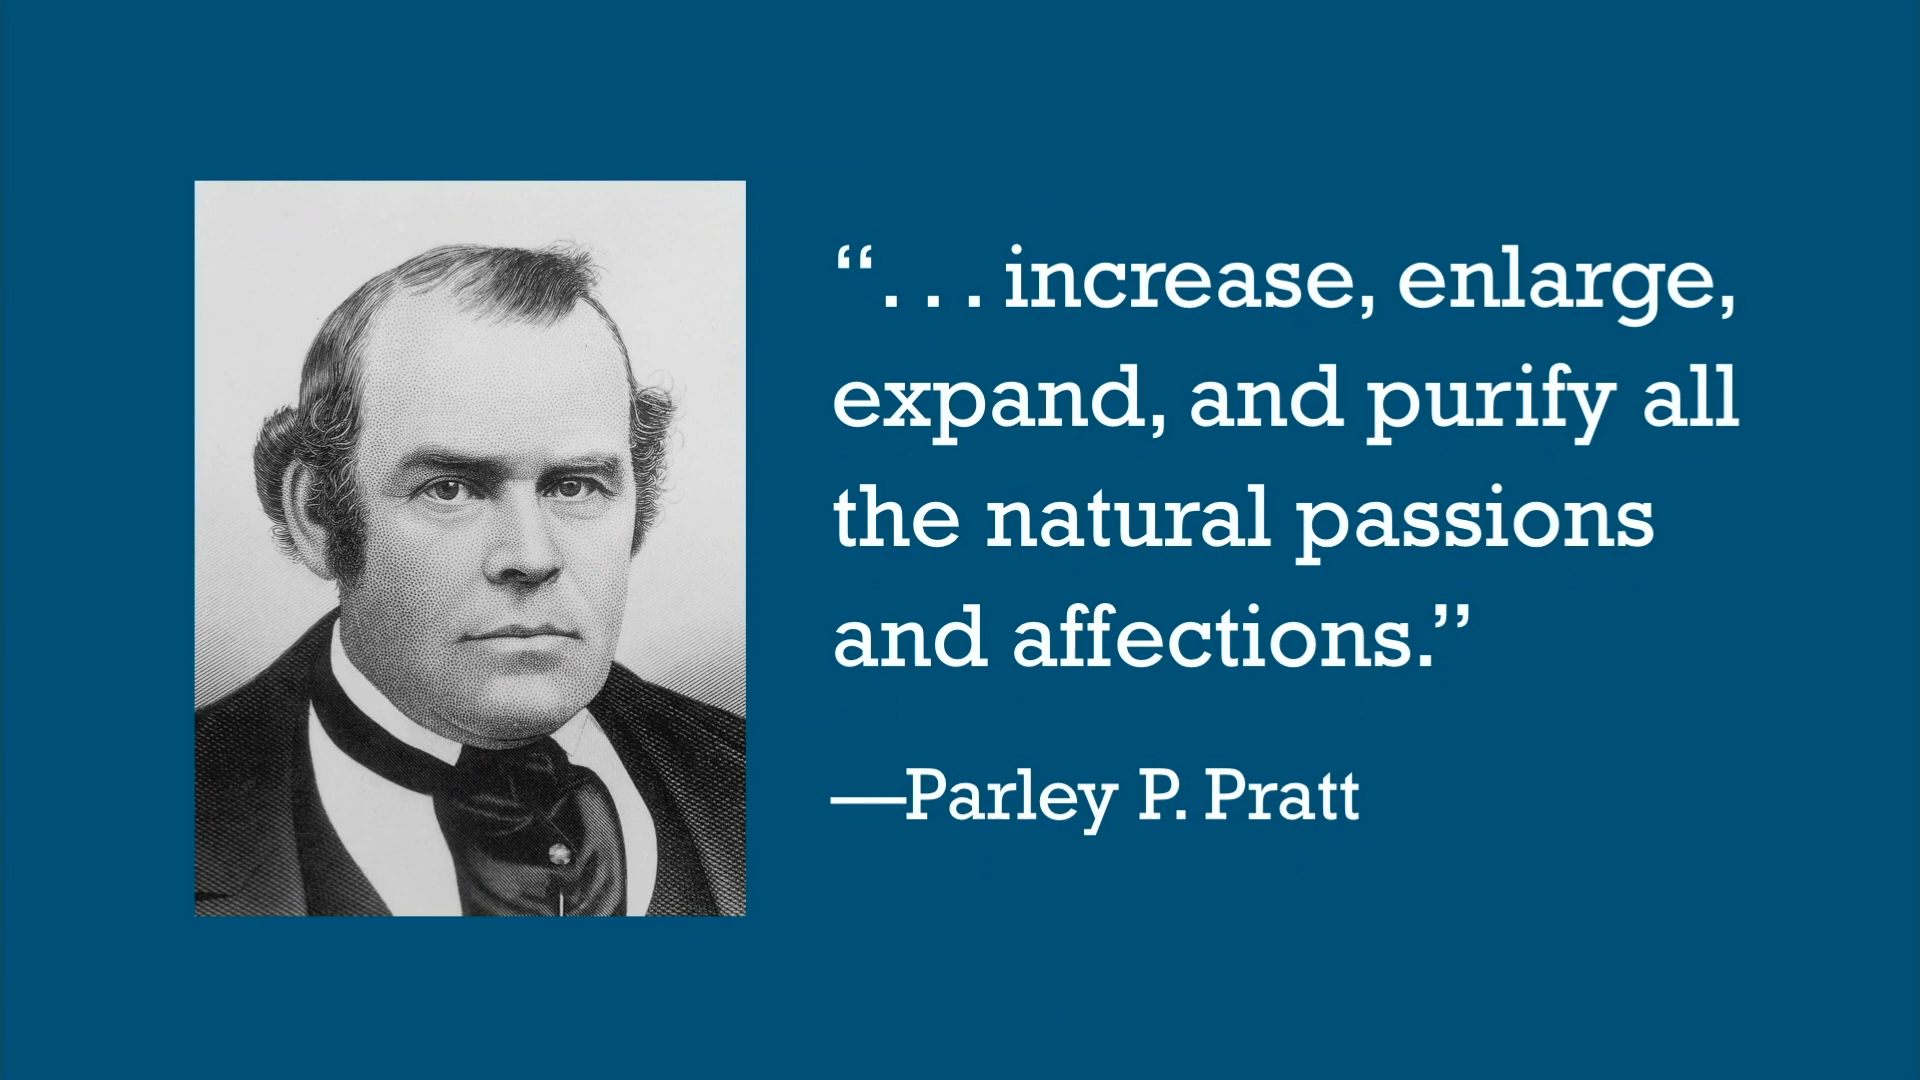 “. . . increase, enlarge,
expand, and purify all
the natural passions
and affections.”
—Parley P. Pratt